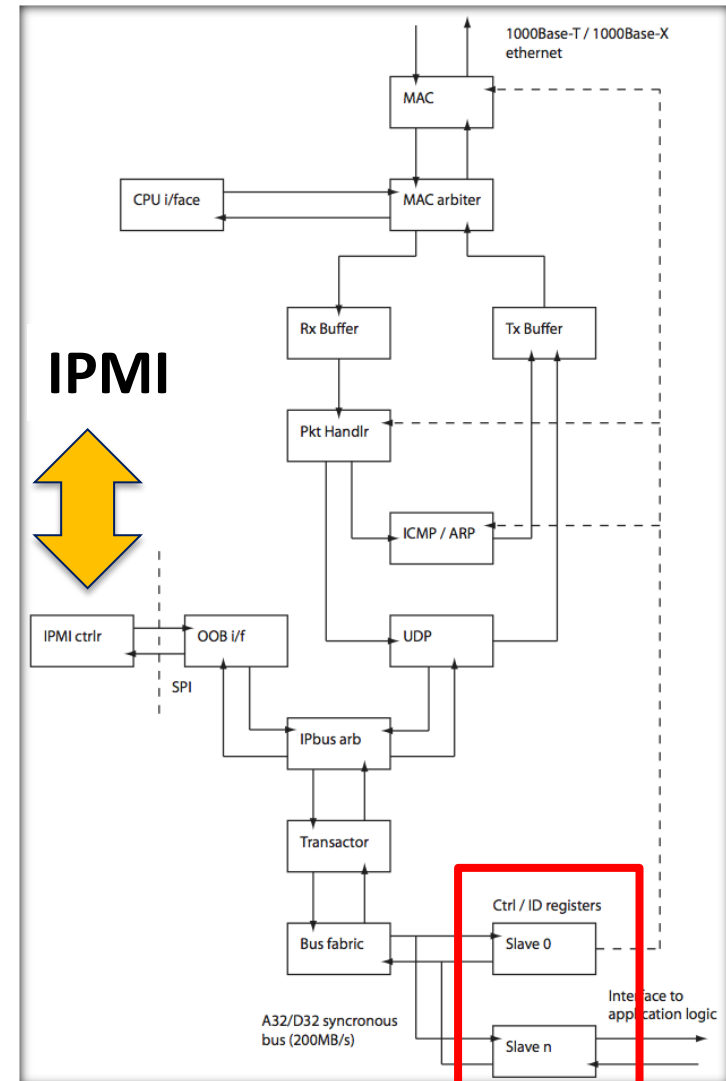 1000Base-T / 1000Base-X
ethernet
MAC
CPU i/face
MAC arbiter
Rx Buffer
Tx Buffer
IPMI
Pkt Handlr
ICMP / ARP
IPMI ctrlr
OOB i/f
UDP
SPI
IPbus arb
Transactor
Ctrl / ID registers
Bus fabric
Slave 0
Interface to
application logic
A32/D32 syncronous
bus (200MB/s)
Slave n